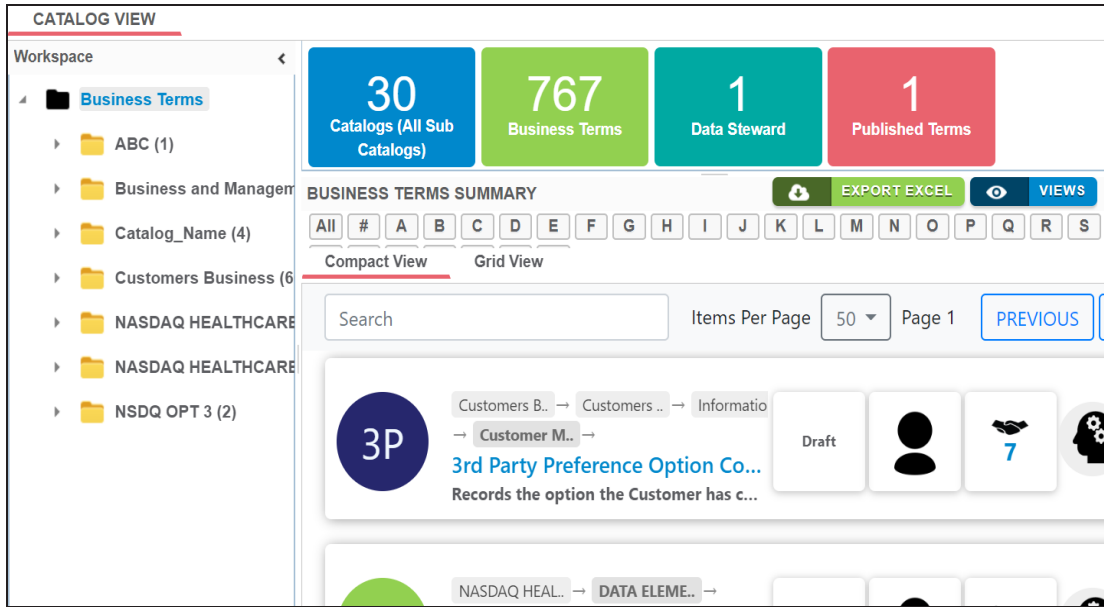 CATALOG VIEW
Workspace
Business Terms
ABC (1)
Business and Managem
Catalog_Name (4)
Customers Business (6
NASDAQ HEALTHCARE
NASDAQ HEALTHCARE
NSDQ OPT 3 (2)
30
Catalogs (All Sub
Catalogs)
767
Business Terms
1
Data Steward
1
Published Terms
BUSINESS TERMS SUMMARY
EXPORT EXCEL
VIEWS
All # A B C D E F G H I J K L M N O P Q R S
Compact View Grid View
Search
Items Per Page 50 Page 1 PREVIOUS
3P
Customers B.. → Customers .. → Informatio
→ Customer M.. →
3rd Party Preference Option Co...
Records the option the Customer has c...
Draft
7
NASDAQ HEAL.. → DATA ELEME.. →